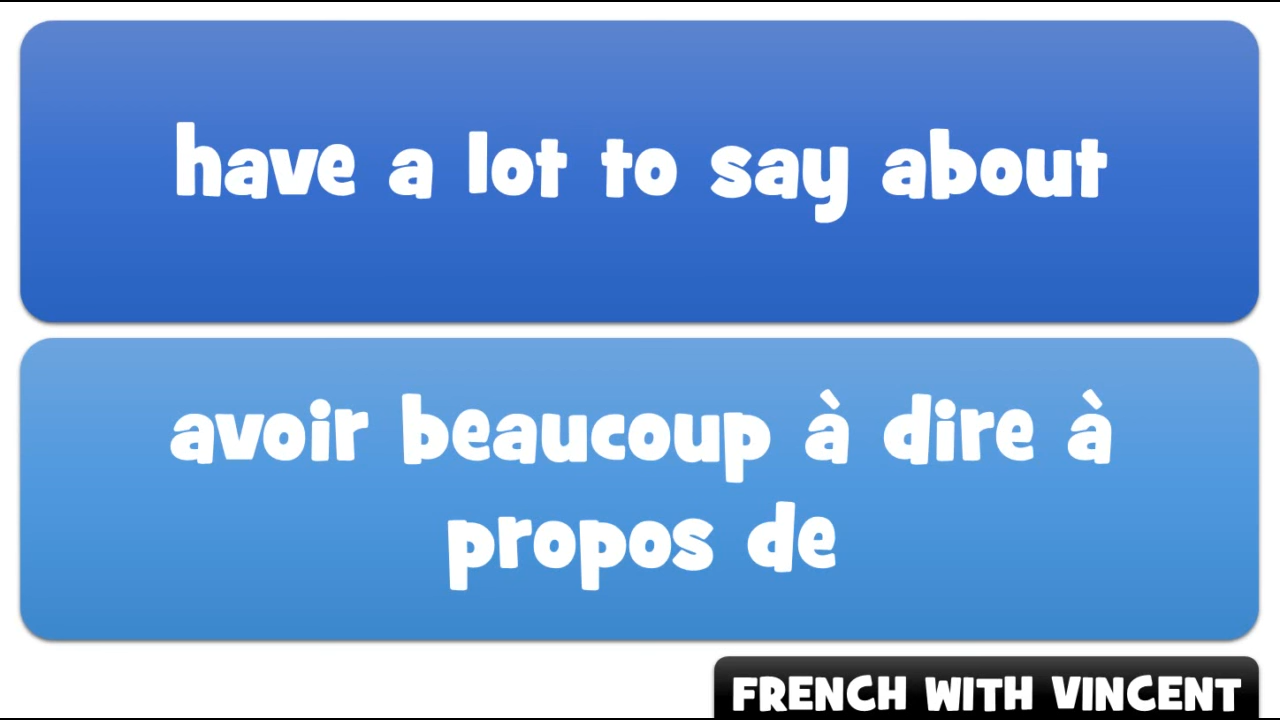 have a lot to say about
avoir beaucoup à dire à
propos de
FRENCH WITH VINCENT